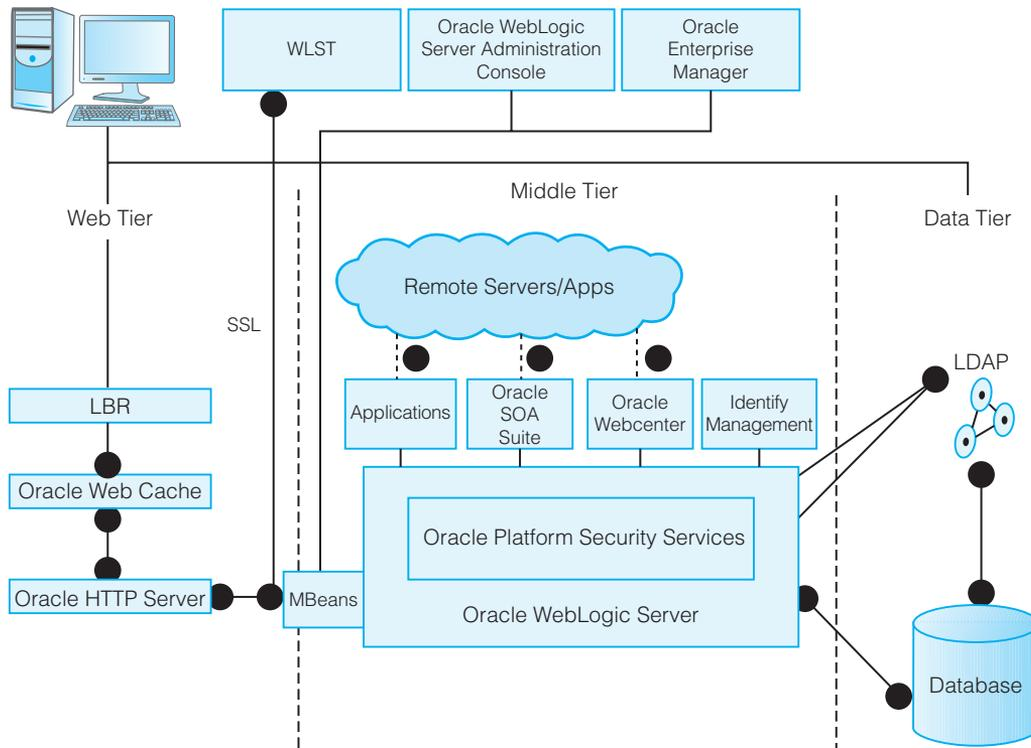 WLST
Oracle WebLogic
Server Administration
Console
Oracle
Enterprise
Manager
Middle Tier
Web Tier
Data Tier
Remote Servers/Apps
SSL
LDAP
LBR
Applications
Oracle
SOA
Suite
Oracle
Webcenter
Identify
Management
Oracle Web Cache
Oracle Platform Security Services
Oracle HTTP Server
MBeans
Oracle WebLogic Server
Database